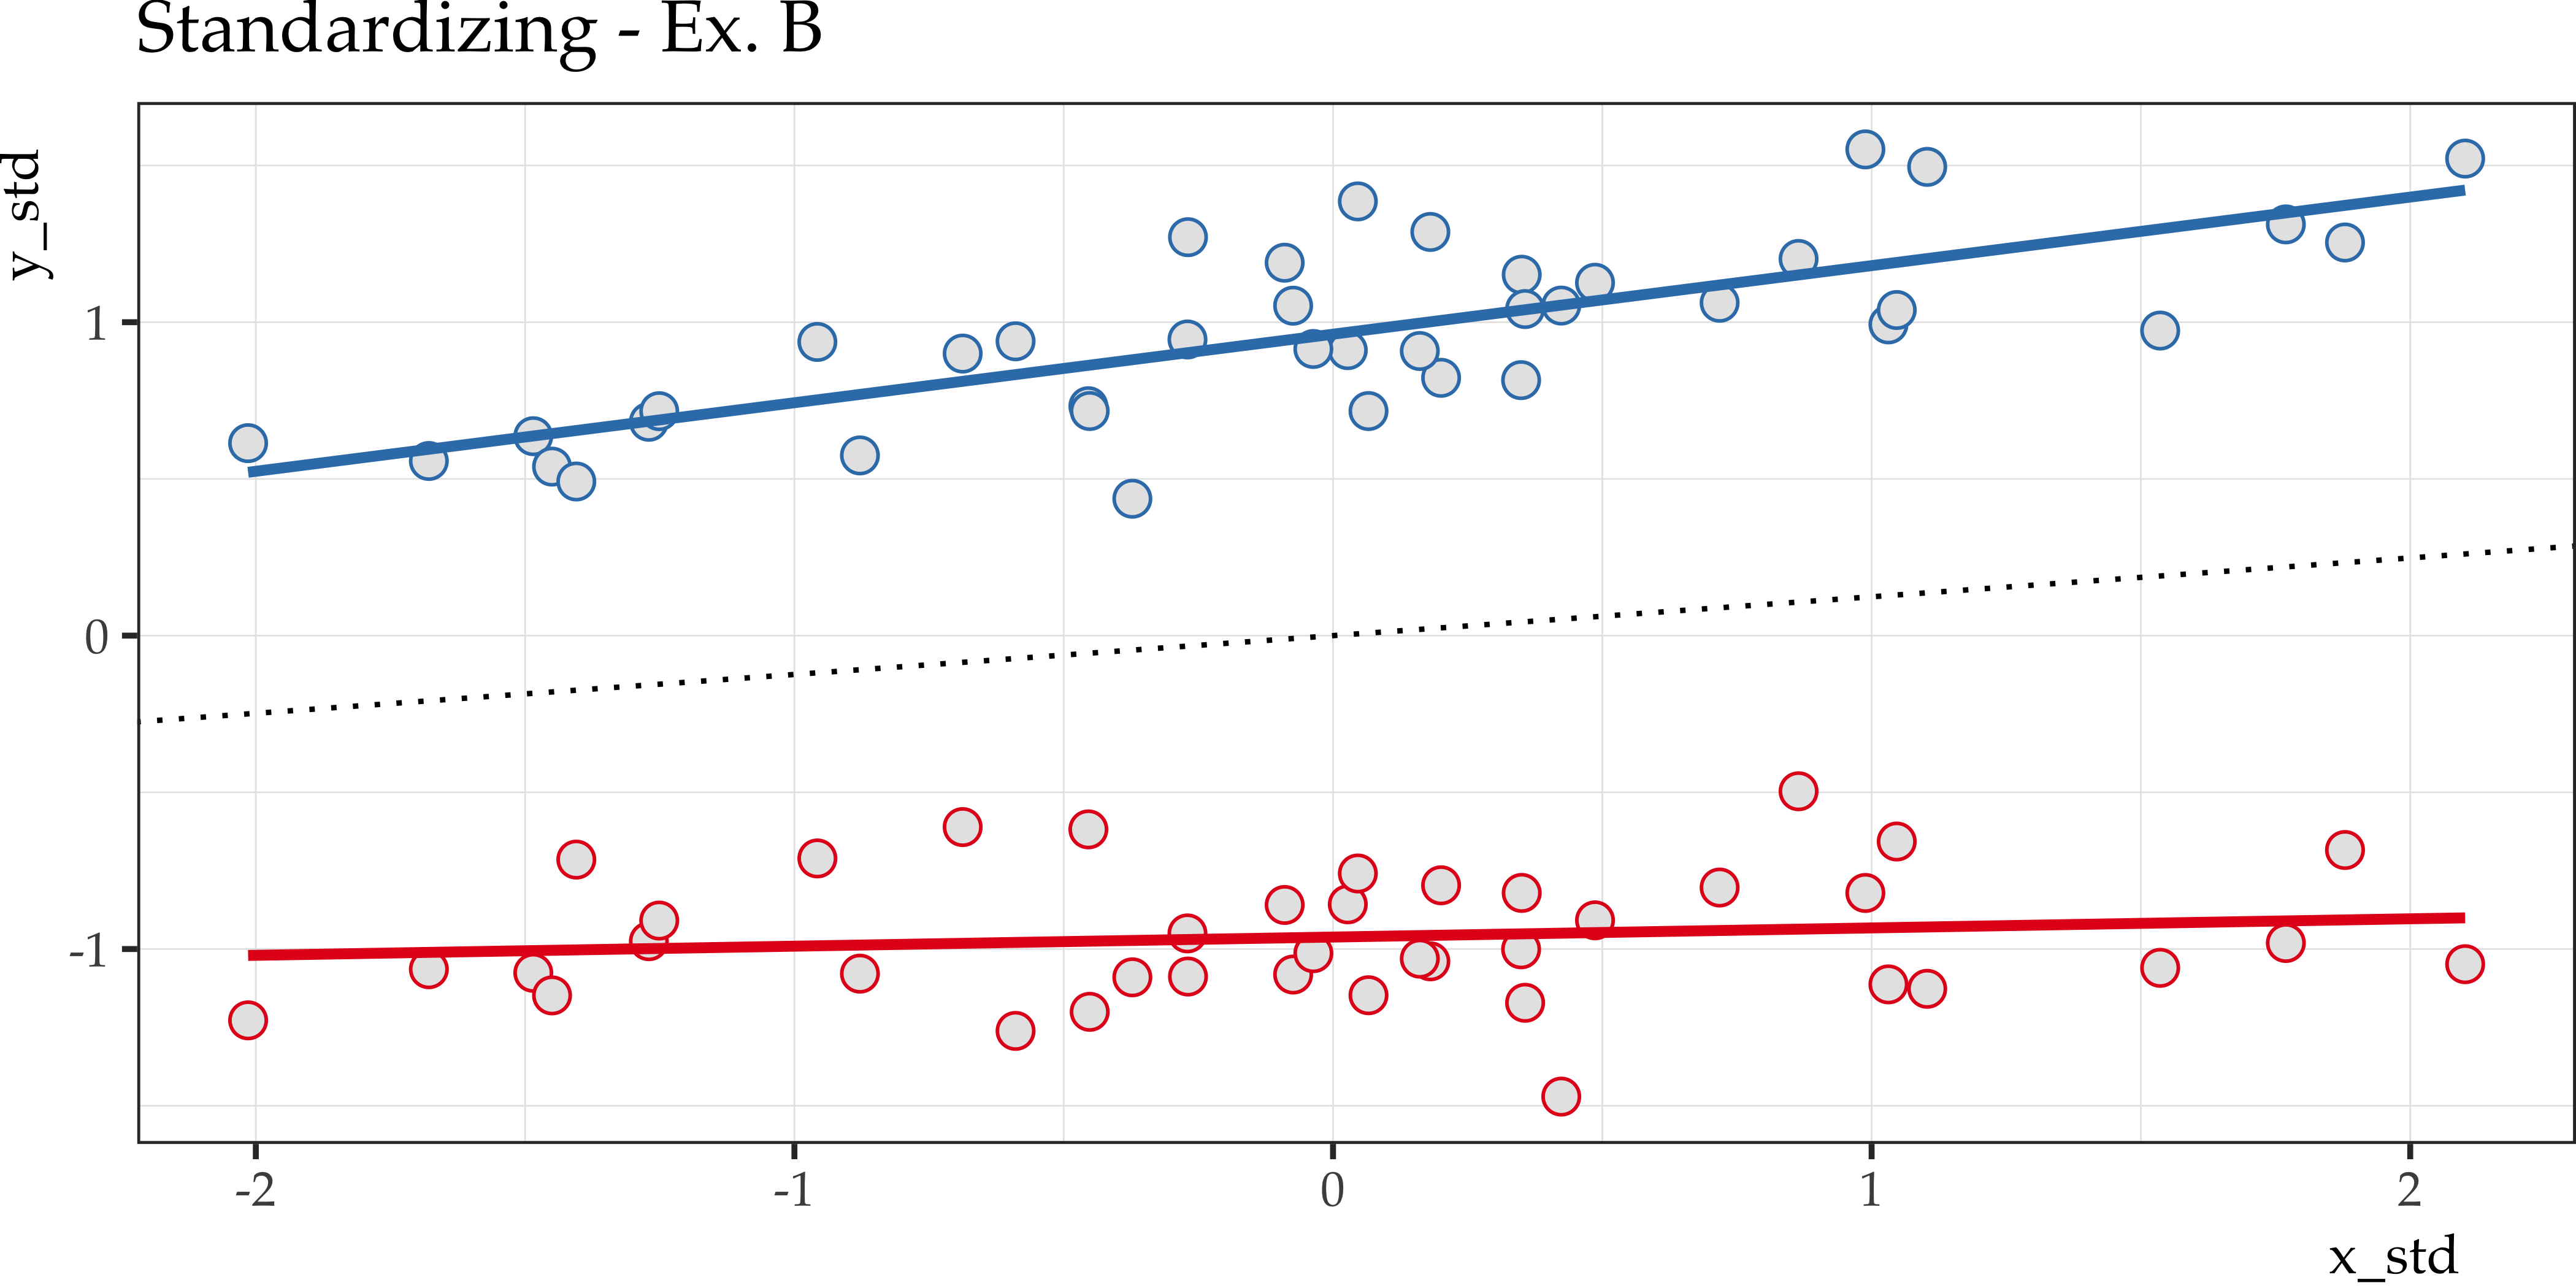 Standardizing - Ex. B
y_std
1
0
-1
-2 -1 0 1 2
x_std